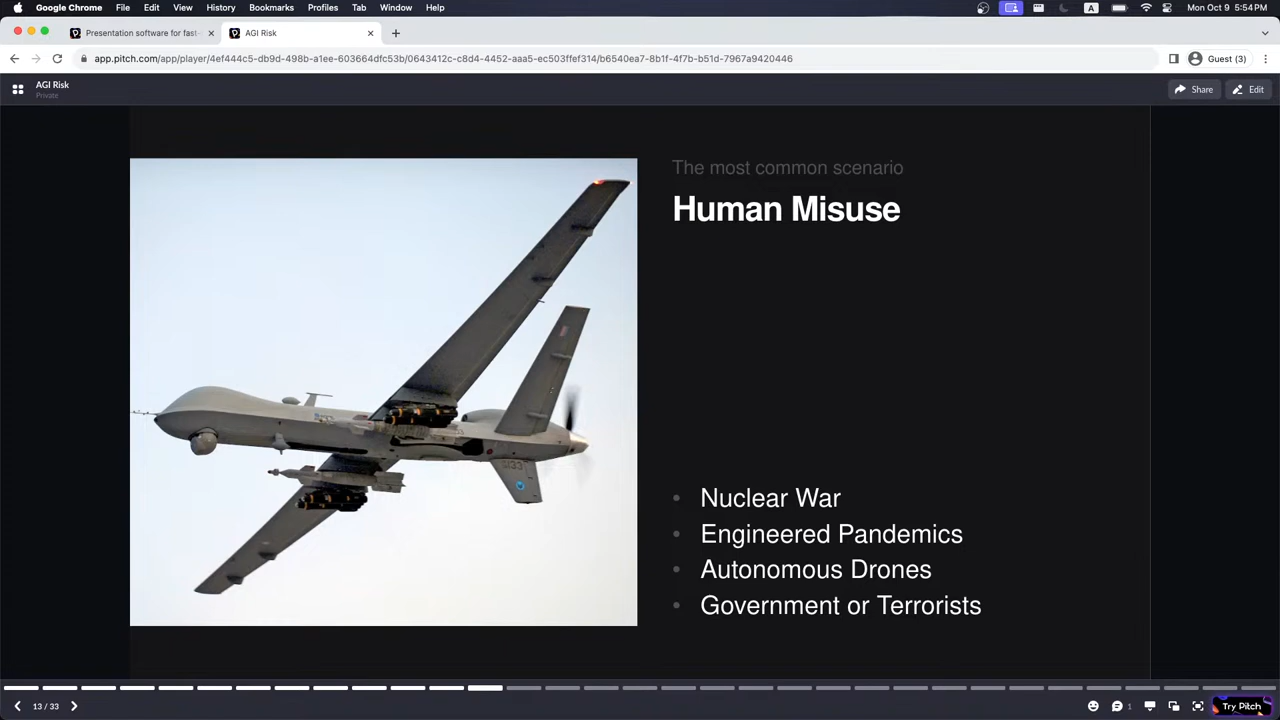 Google Chrome File Edit View History Bookmarks Profiles Tab Window Help
A Mon Oct 9 5:54 PM
Presentation software for fast-
AGI Risk
app.pitch.com/app/player/4ef444c5-db9d-498b-a1ee-603664dfc53b/0643412c-c8d4-4452-aaa5-ec503ffef314/b6540ea7-8b1f-4f7b-b51d-7967a9420446
Guest (3)
AGI Risk
Private
Share
Edit
The most common scenario
Human Misuse
• Nuclear War
• Engineered Pandemics
• Autonomous Drones
• Government or Terrorists
13 / 33
1
Try Pitch